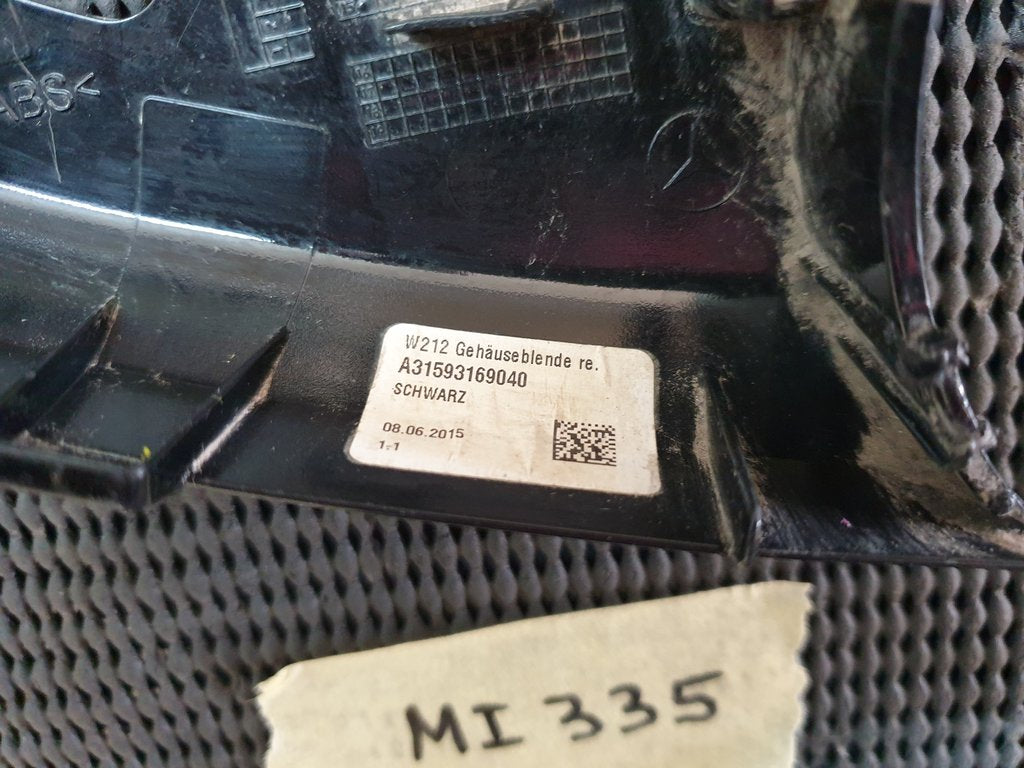 ABS<
W212 Gehäuseblende re.
A31593169040
SCHWARZ
08.06.2015
1.1
MI 335